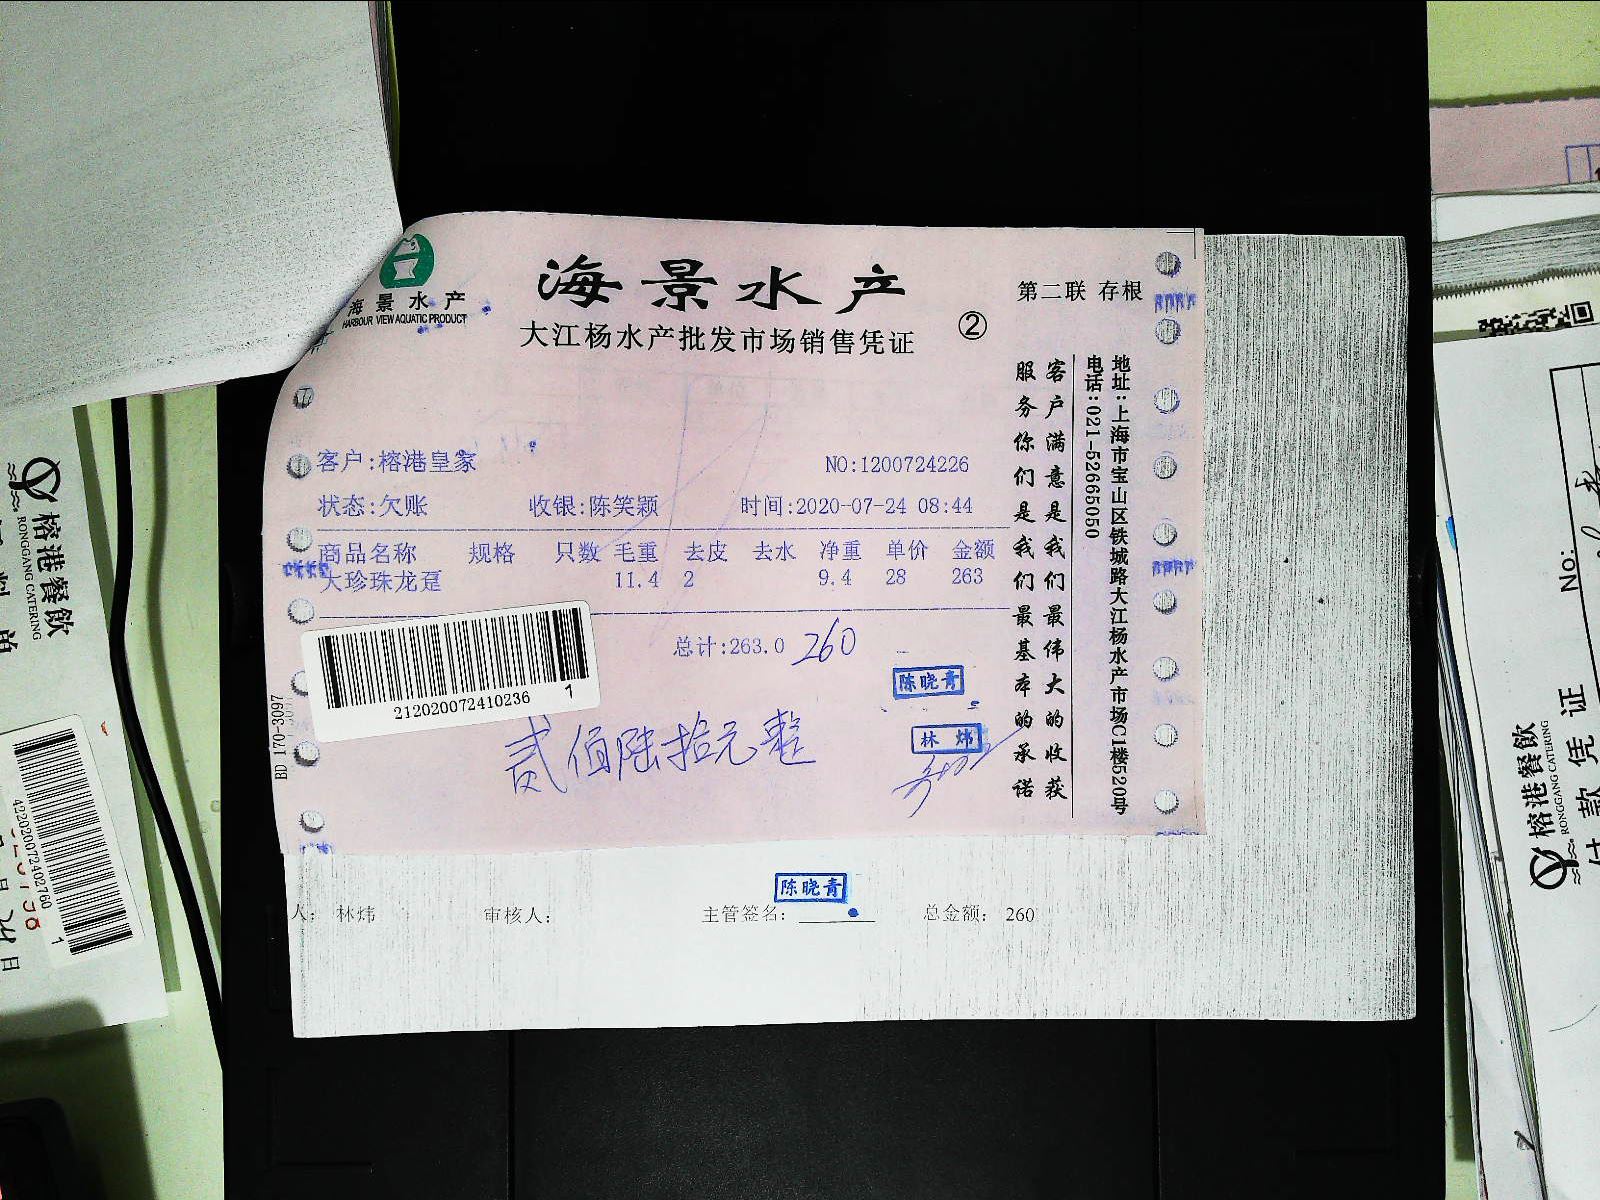 海景水产
HARBOUR VIEW AQUATIC PRODUCT
海景水产
大江杨水产批发市场销售凭证
②
第二联 存根
客户:榕港皇家 NO:1200724226
状态:欠账 收银:陈笑颖 时间:2020-07-24 08:44
商品名称 规格 只数 毛重 去皮 去水 净重 单价 金额
大珍珠龙趸 11.4 2 9.4 28 263
总计:263.0 260
212020072410236 1
贰佰陆拾元整
陈晓青
林炜
BD 170-3097
客户满意是我们最伟大的收获
服务你们是我们最基本的承诺
地址:上海市宝山区铁城路大江杨水产市场C1楼520号
电话:021-52665050
陈晓青
人: 林炜 审核人: 主管签名: 总金额: 260
榕港餐飲
RONGGANG CATERING
422020072402760 1
榕港餐飲
RONGGANG CATERING
付款凭证
No: